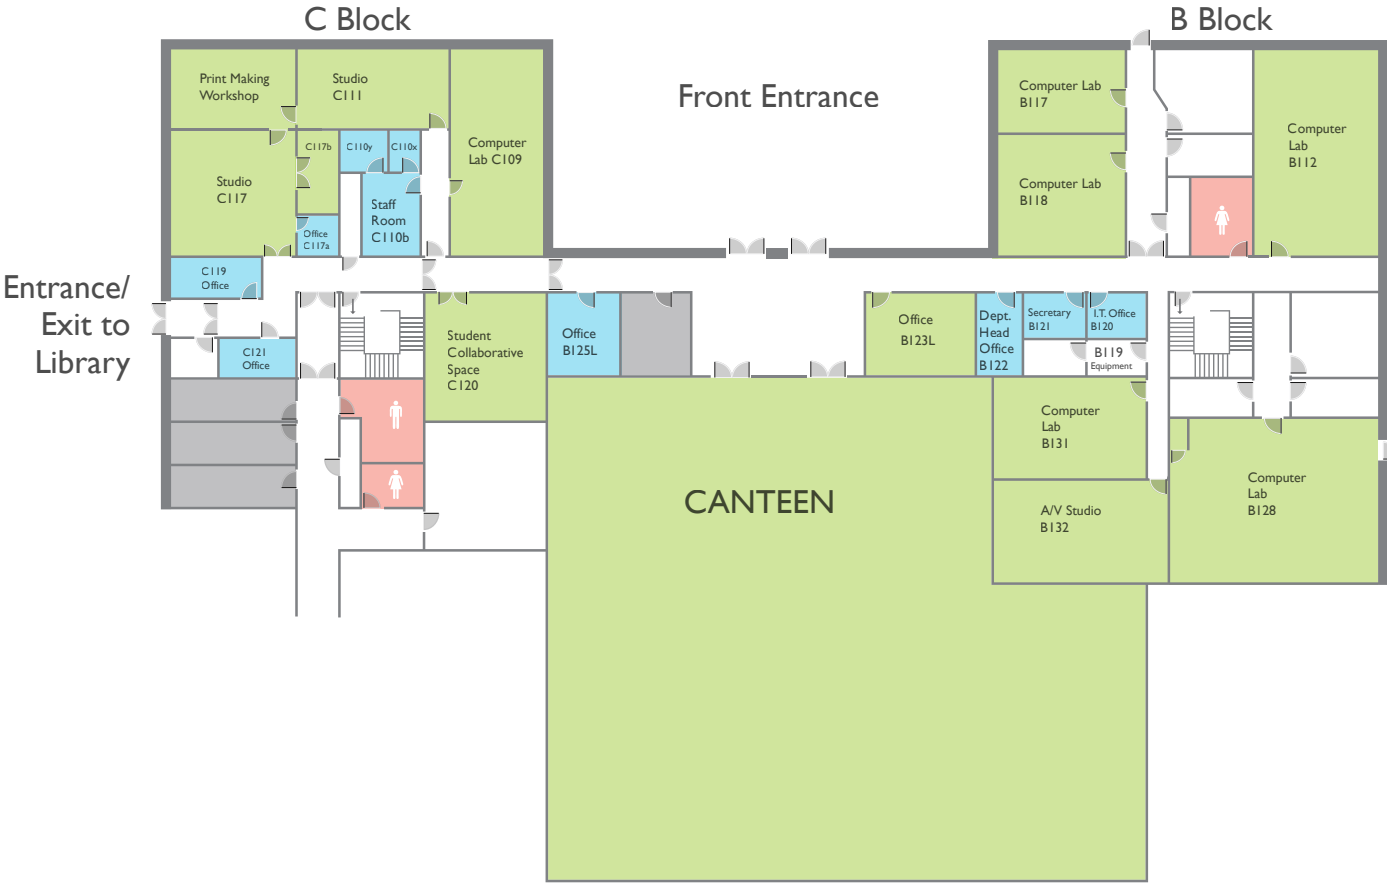 C Block
B Block
Print Making
Workshop
Studio
C111
Front Entrance
Computer Lab
B117
Computer
Lab
B112
C117b
C110y
C110x
Computer
Lab C109
Studio
C117
Staff
Room
C110b
Computer Lab
B118
Office
C117a
C119
Office
Entrance/
Exit to
Library
C121
Office
Student
Collaborative
Space
C120
Office
B125L
Office
B123L
Dept.
Head
Office
B122
Secretary
B121
I.T. Office
B120
B119
Equipment
Computer
Lab
B131
CANTEEN
A/V Studio
B132
Computer
Lab
B128